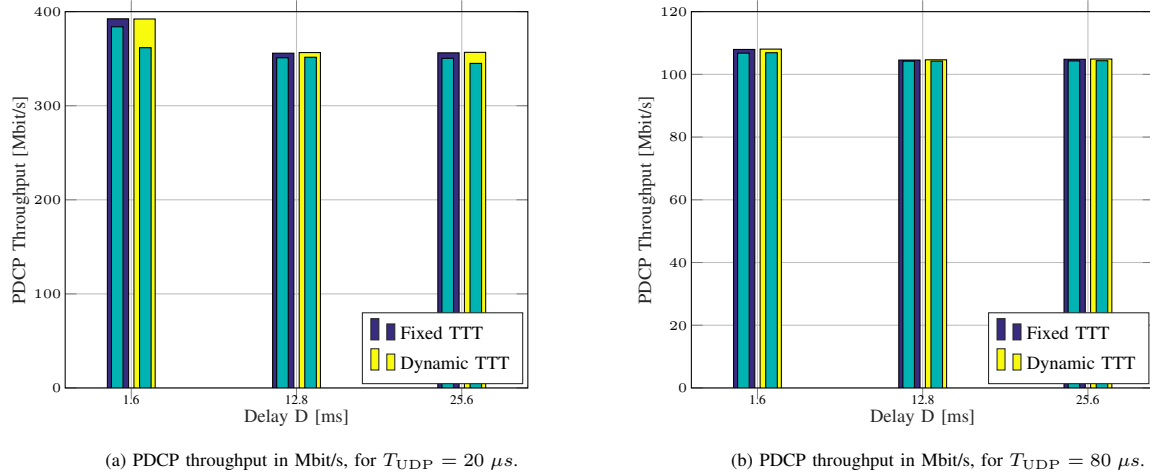 400
300
200
100
0
PDCP Throughput [Mbit/s]
1.6
12.8
25.6
Delay D [ms]
Fixed TTT
Dynamic TTT
(a) PDCP throughput in Mbit/s, for T_UDP = 20 μs.
120
100
80
60
40
20
0
PDCP Throughput [Mbit/s]
1.6
12.8
25.6
Delay D [ms]
Fixed TTT
Dynamic TTT
(b) PDCP throughput in Mbit/s, for T_UDP = 80 μs.